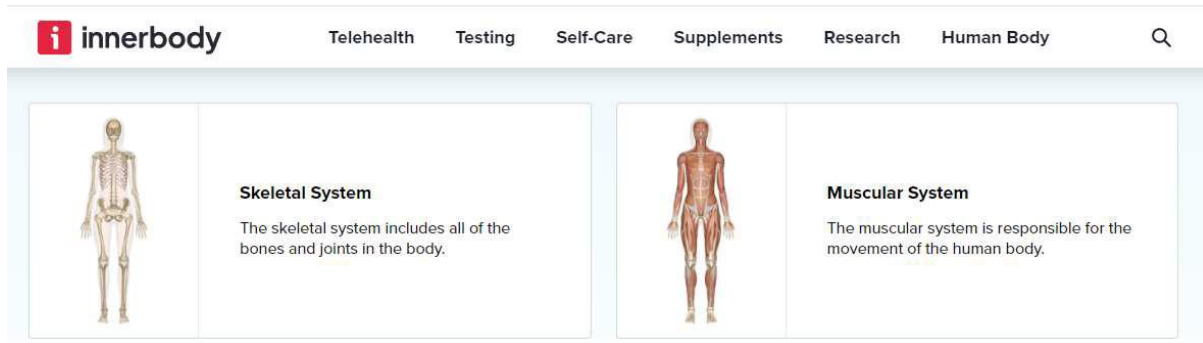 i innerbody
Telehealth Testing Self-Care Supplements Research Human Body
Skeletal System
The skeletal system includes all of the
bones and joints in the body.
Muscular System
The muscular system is responsible for the
movement of the human body.